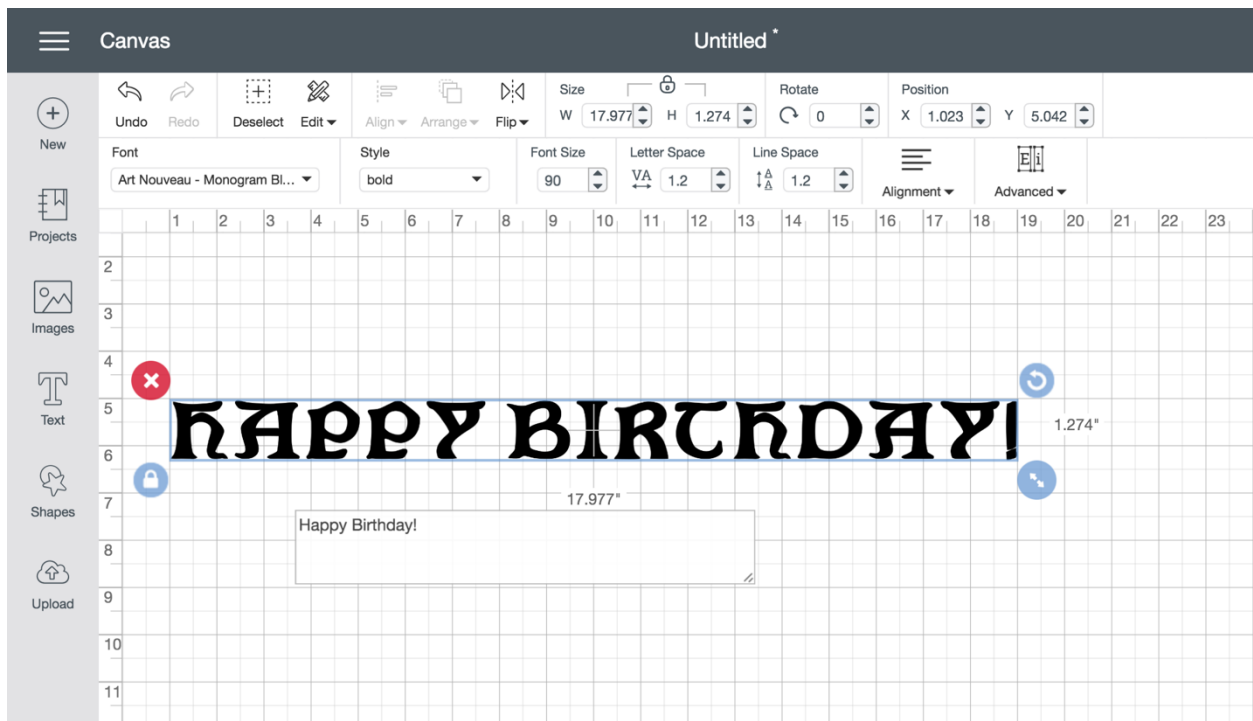 Canvas
Untitled *
New
Projects
Images
Text
Shapes
Upload
Undo
Redo
Deselect
Edit
Align
Arrange
Flip
Size
W 17.977
H 1.274
Rotate
0
Position
X 1.023
Y 5.042
Font
Art Nouveau - Monogram Bl...
Style
bold
Font Size
90
Letter Space
VA 1.2
Line Space
A A 1.2
Alignment
Advanced
1 2 3 4 5 6 7 8 9 10 11 12 13 14 15 16 17 18 19 20 21 22 23
2
3
4
5
6
7
8
9
10
11
HAPPY BIRTHDAY!
1.274"
17.977"
Happy Birthday!